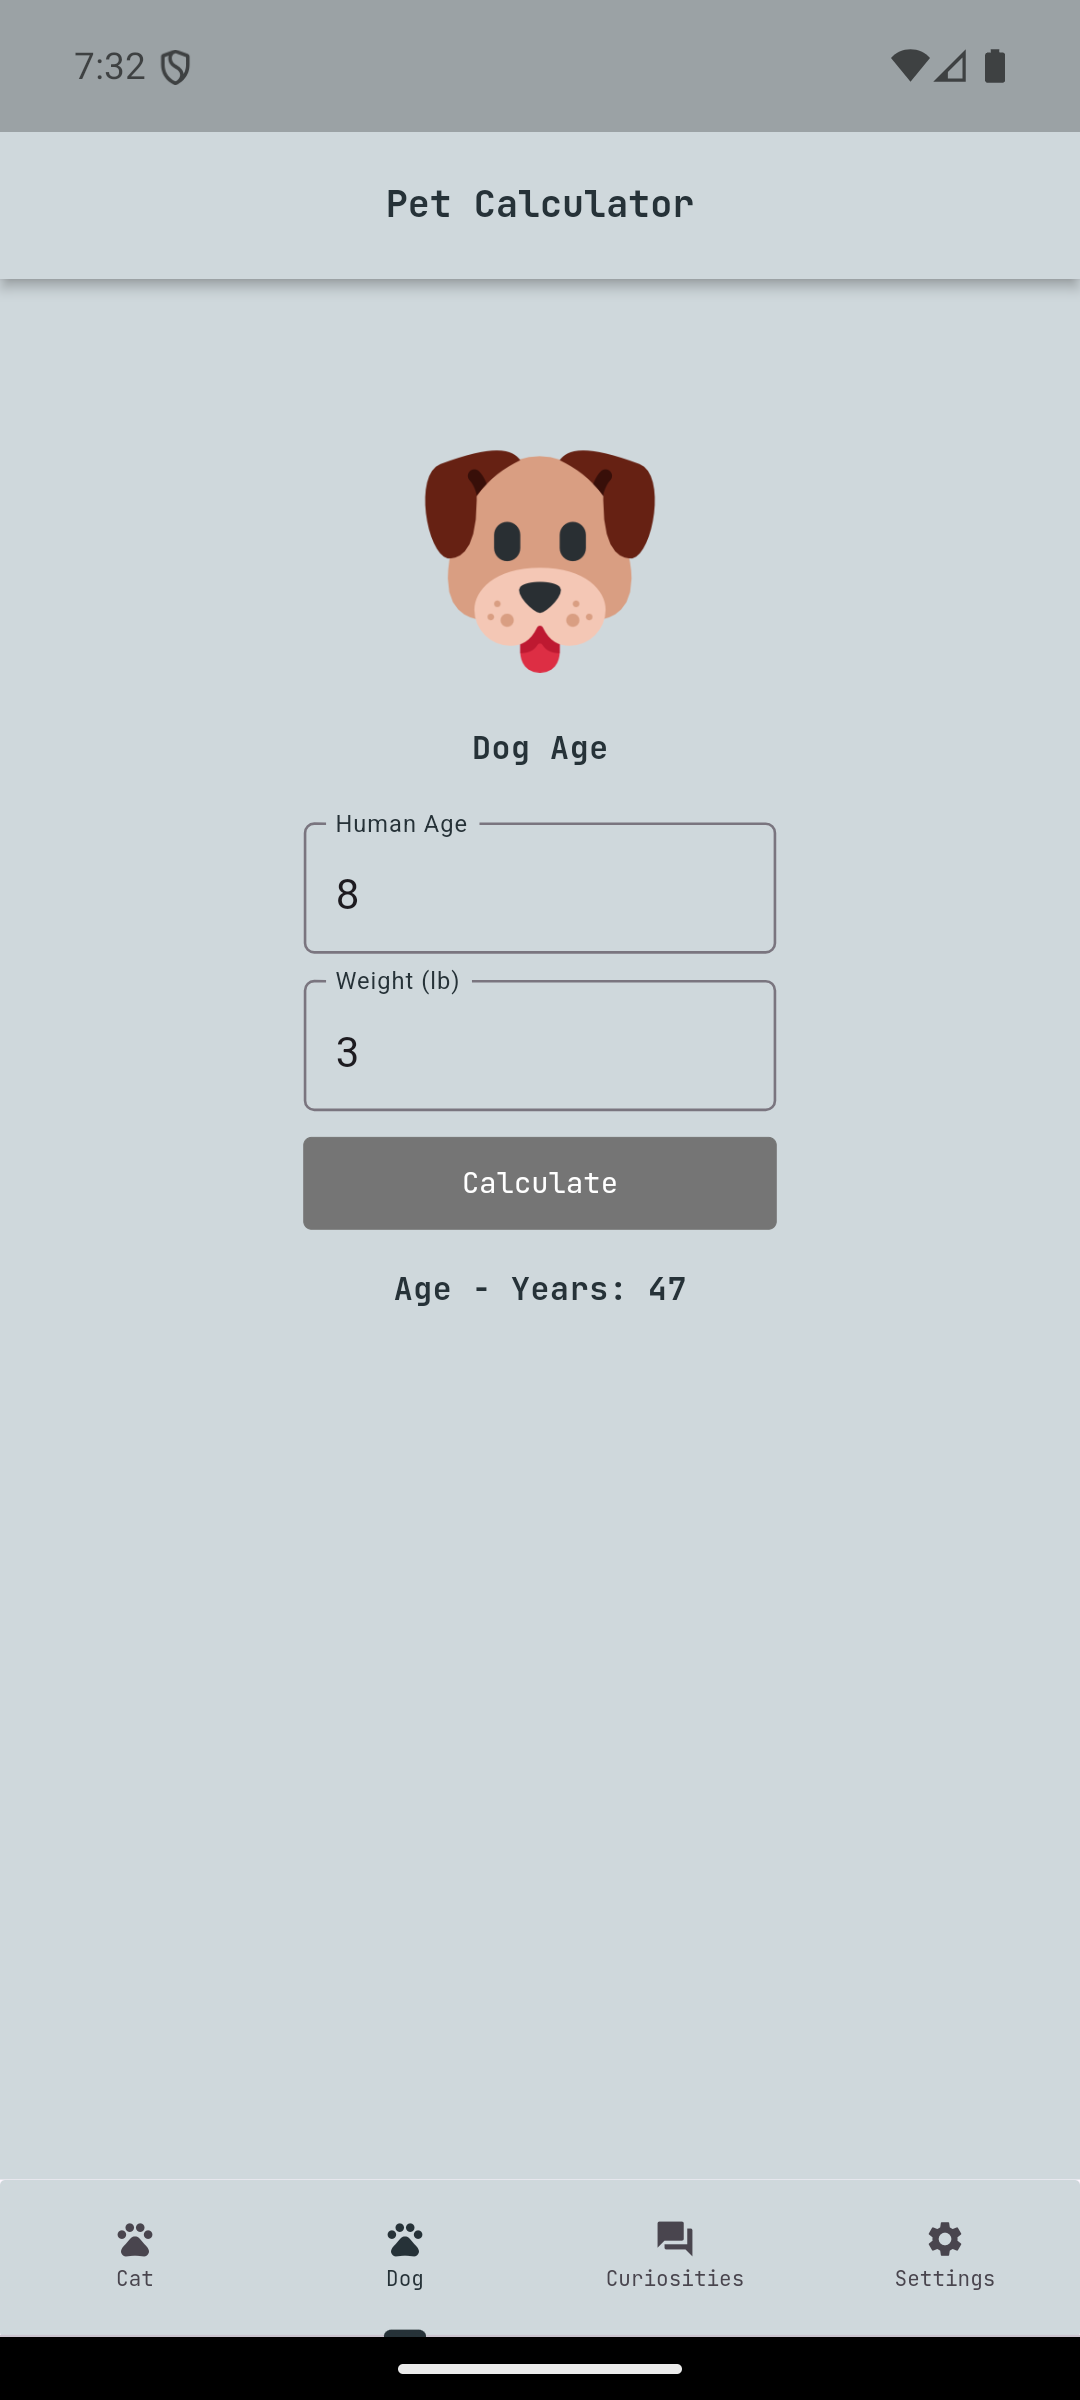 7:32
Pet Calculator
Dog Age
Human Age
8
Weight (lb)
3
Calculate
Age - Years: 47
Cat
Dog
Curiosities
Settings